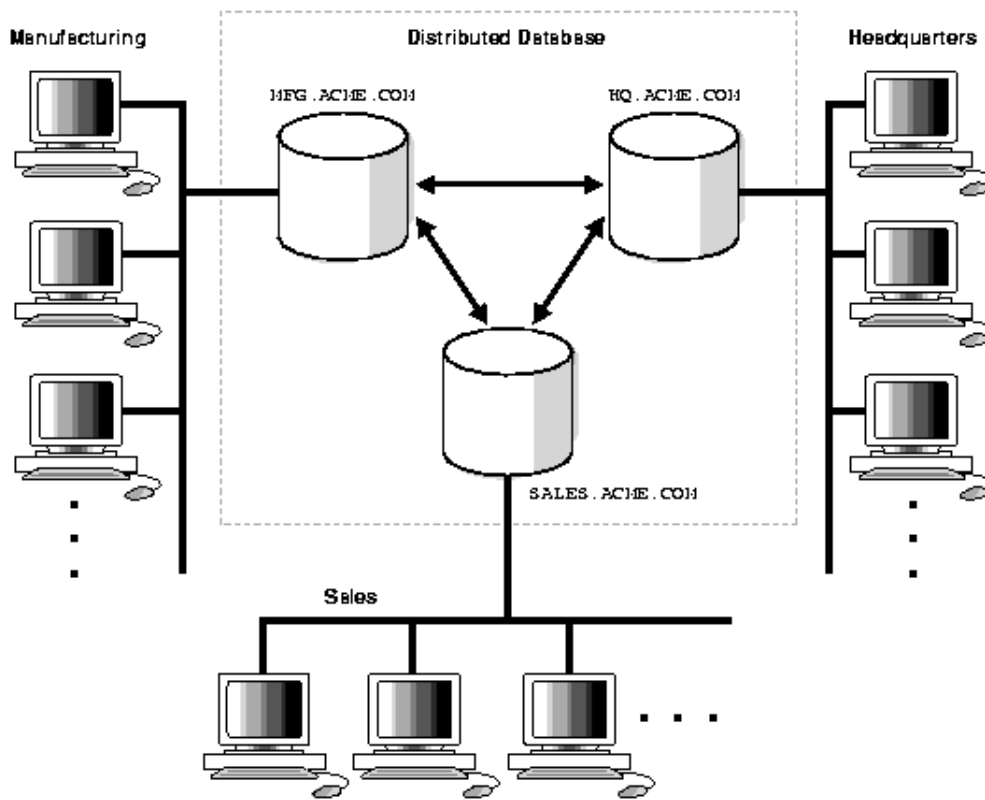 Manufacturing
Distributed Database
Headquarters
MFG.ACME.COM
HQ.ACME.COM
SALES.ACME.COM
Sales